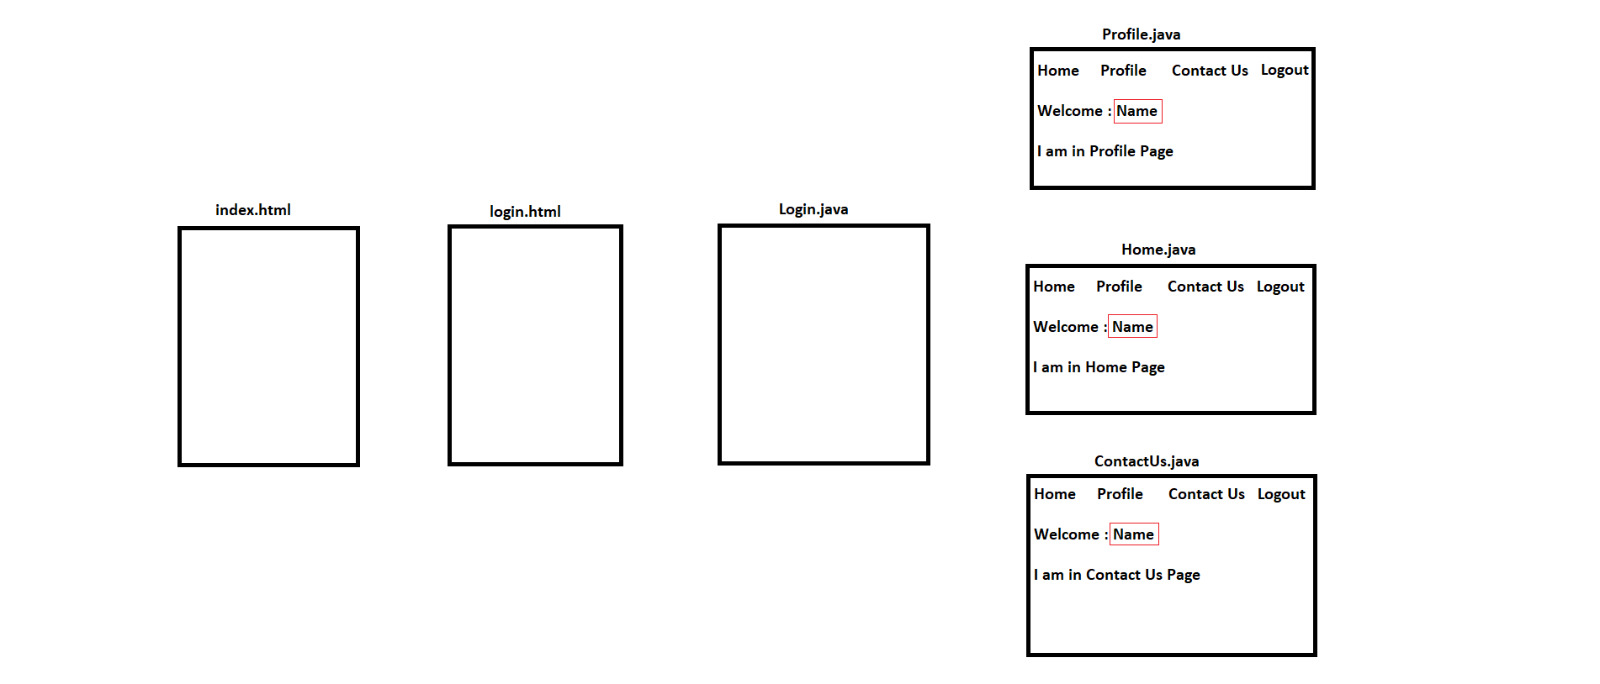 index.html
login.html
Login.java
Profile.java
Home Profile Contact Us Logout
Welcome : Name
I am in Profile Page
Home.java
Home Profile Contact Us Logout
Welcome : Name
I am in Home Page
ContactUs.java
Home Profile Contact Us Logout
Welcome : Name
I am in Contact Us Page